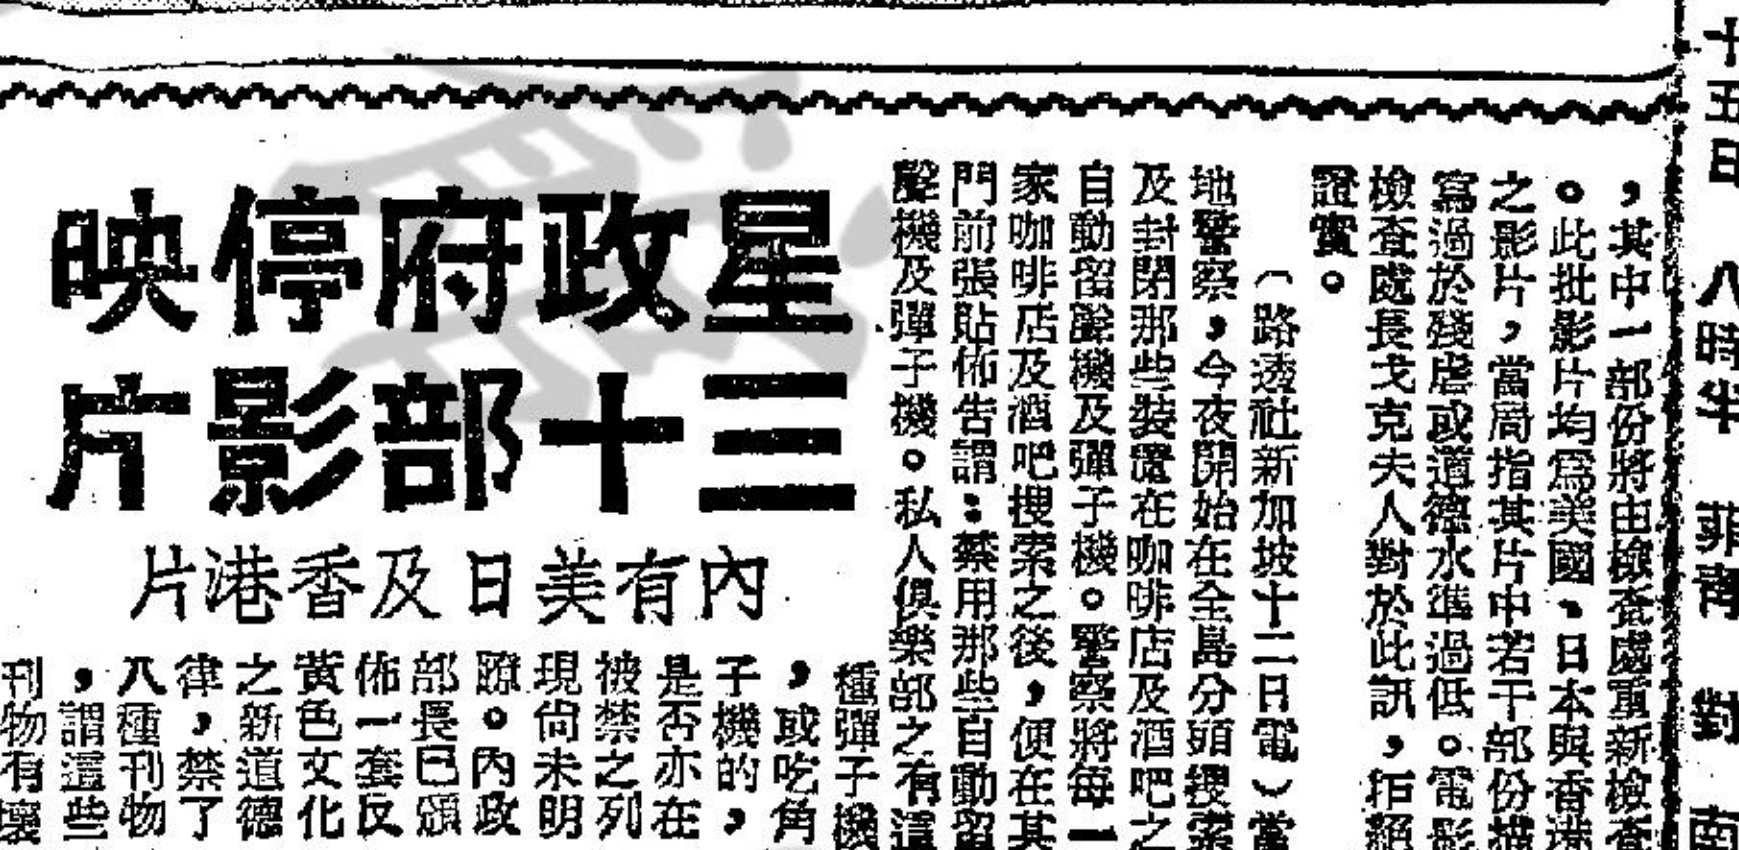 十五日 八時半 菲南 對 南
星政府停映
三十部影片
內有美日及香港片
，其中一部份將由檢查處重新檢查
。此批影片均爲美國、日本與香港
之影片，當局指其片中若干部份描
寫過於殘虐或道德水準過低。電影
檢查處長戈克夫人對於此訊，拒絕
證實。
（路透社新加坡十二日電）當
地警察，今夜開始在全島分頭搜索
及封閉那些裝置在咖啡店及酒吧之
自動留聲機及彈子機。警察將每一
家咖啡店及酒吧搜索之後，便在其
門前張貼佈告謂：禁用那些自動留
聲機及彈子機。私人俱樂部之有這
種彈子機
，或吃角
子機的，
是否亦在
被禁之列
現尙未明
瞭。內政
部長已頒
佈一套反
黃色文化
之新道德
律，禁了
八種刊物
，謂這些
刊物有壞